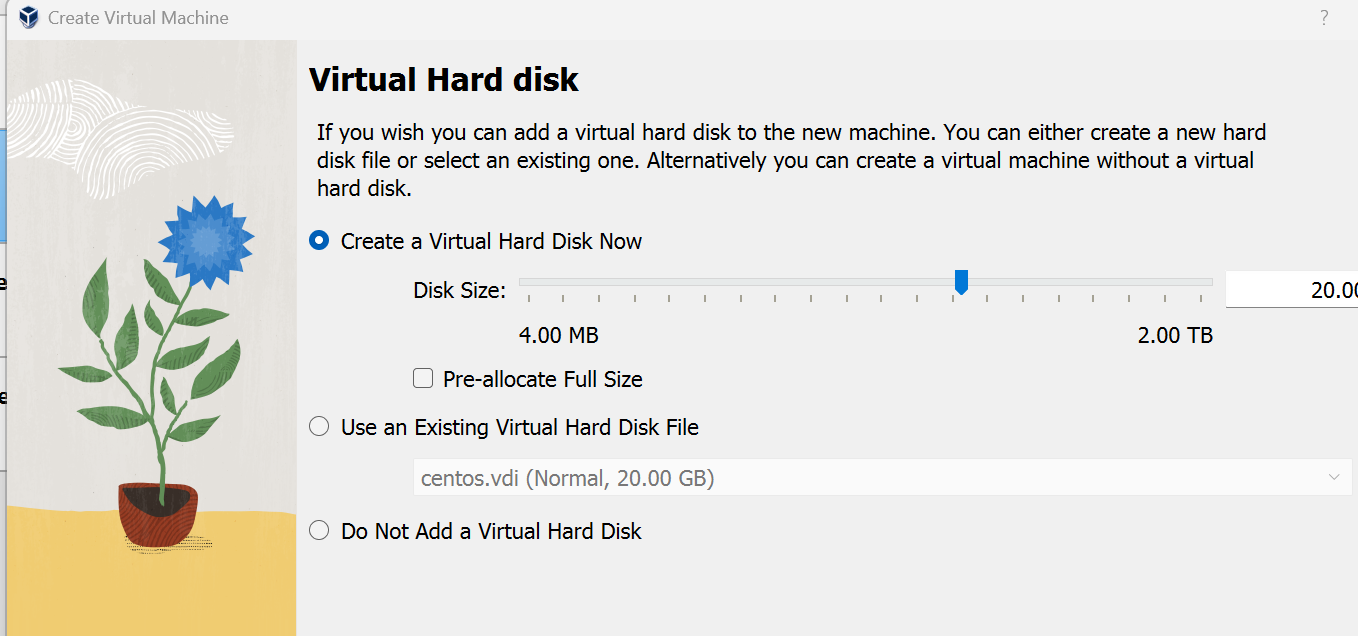 Create Virtual Machine
?
Virtual Hard disk
If you wish you can add a virtual hard disk to the new machine. You can either create a new hard
disk file or select an existing one. Alternatively you can create a virtual machine without a virtual
hard disk.
Create a Virtual Hard Disk Now
Disk Size:
20.00
4.00 MB
2.00 TB
Pre-allocate Full Size
Use an Existing Virtual Hard Disk File
centos.vdi (Normal, 20.00 GB)
Do Not Add a Virtual Hard Disk